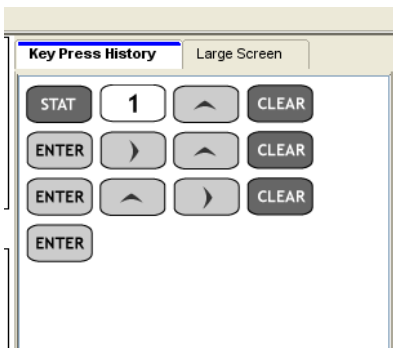 Key Press History Large Screen
STAT 1 CLEAR
ENTER CLEAR
ENTER CLEAR
ENTER